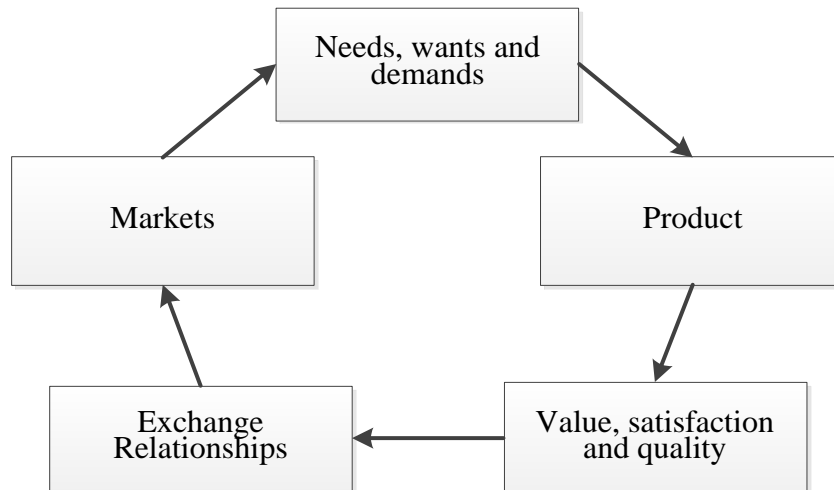 Needs, wants and
demands
Markets
Product
Exchange
Relationships
Value, satisfaction
and quality